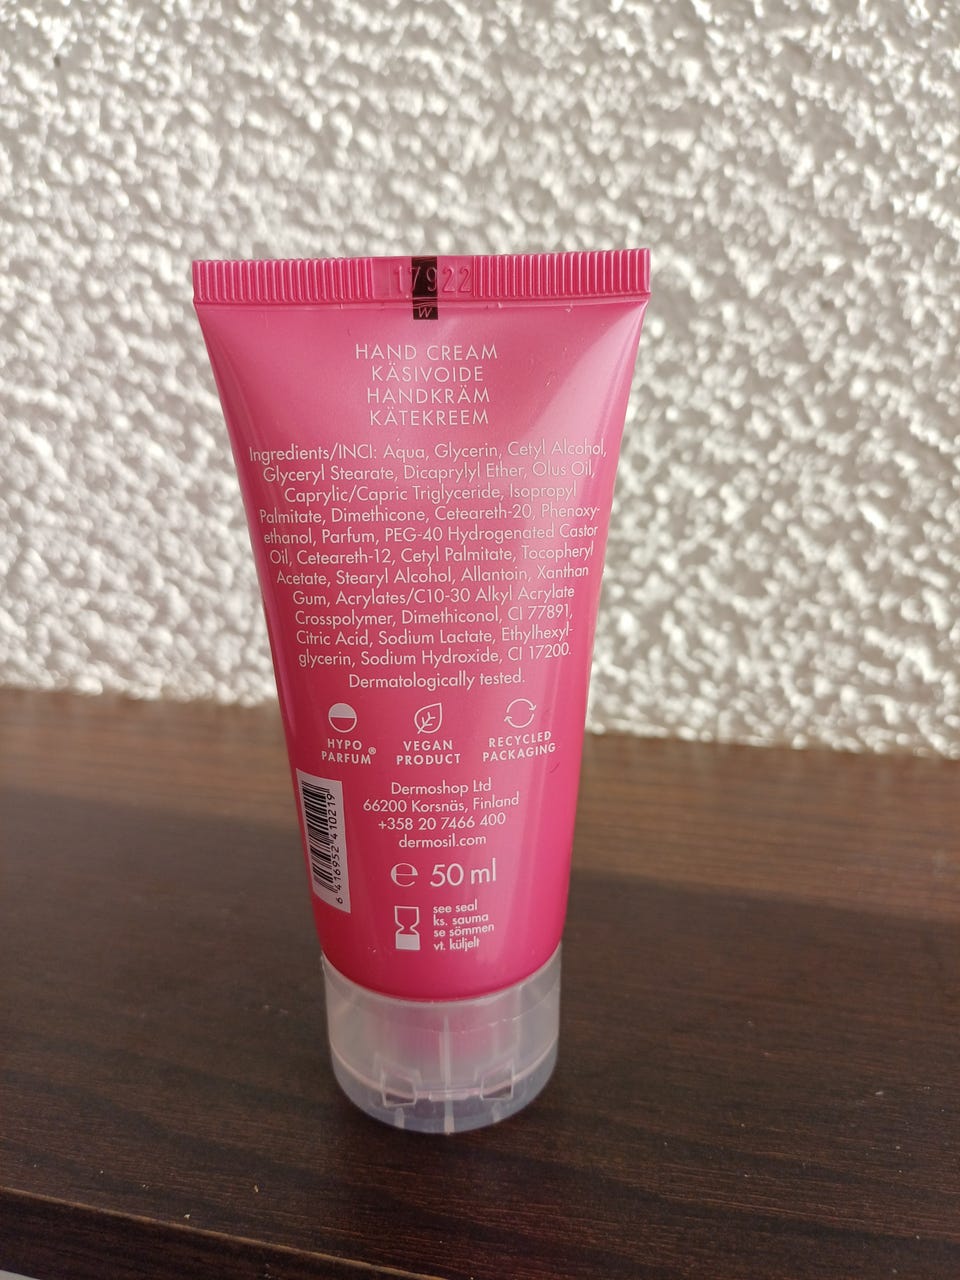 17922
HAND CREAM
KÄSIVOIDE
HANDKRÄM
KÄTEKREEM
Ingredients/INCI: Aqua, Glycerin, Cetyl Alcohol,
Glyceryl Stearate, Dicaprylyl Ether, Olus Oil,
Caprylic/Capric Triglyceride, Isopropyl
Palmitate, Dimethicone, Ceteareth-20, Phenoxy-
ethanol, Parfum, PEG-40 Hydrogenated Castor
Oil, Ceteareth-12, Cetyl Palmitate, Tocopheryl
Acetate, Stearyl Alcohol, Allantoin, Xanthan
Gum, Acrylates/C10-30 Alkyl Acrylate
Crosspolymer, Dimethiconol, CI 77891,
Citric Acid, Sodium Lactate, Ethylhexyl-
glycerin, Sodium Hydroxide, CI 17200.
Dermatologically tested.
HYPO
PARFUM®
VEGAN
PRODUCT
RECYCLED
PACKAGING
Dermoshop Ltd
66200 Korsnäs, Finland
+358 20 7466 400
dermosil.com
6 416952 410219
e 50 ml
see seal
ks. sauma
se sömmen
vt. küljelt